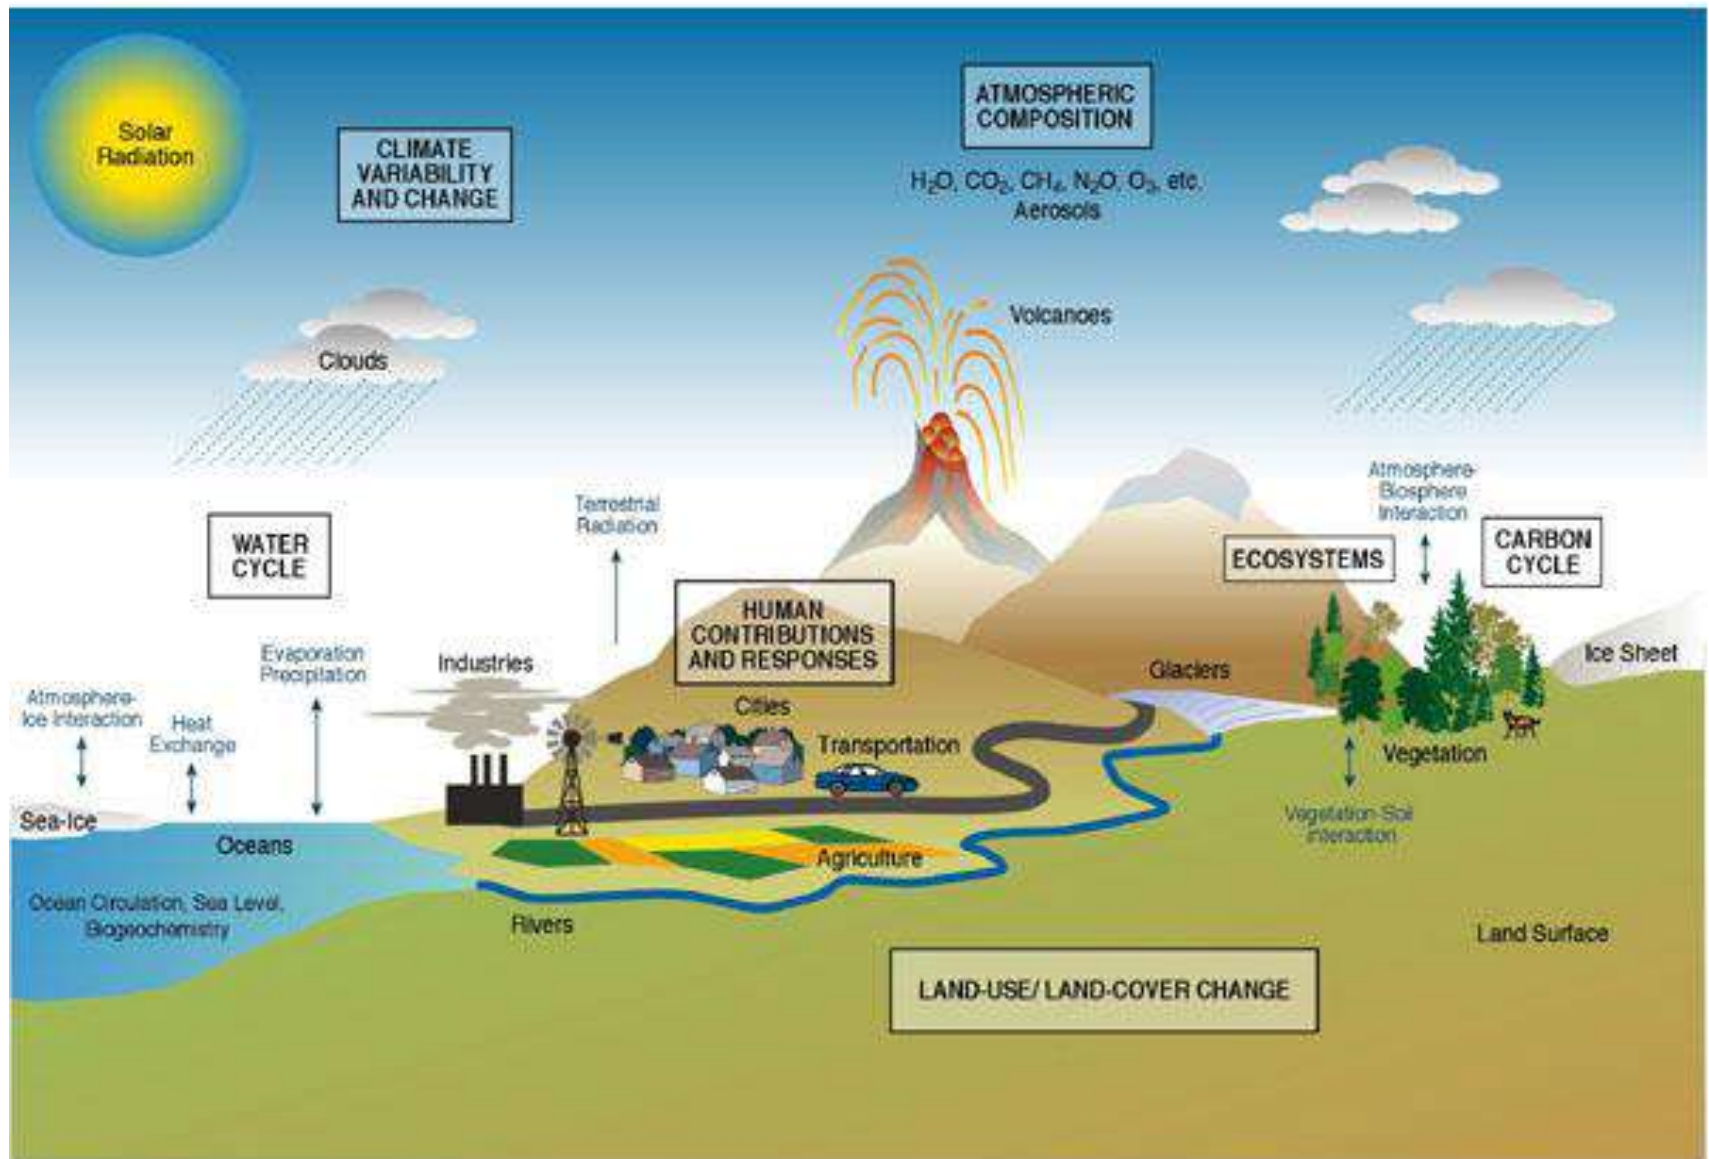 Solar
Radiation
CLIMATE
VARIABILITY
AND CHANGE
ATMOSPHERIC
COMPOSITION
H₂O, CO₂, CH₄, N₂O, O₃, etc.
Aerosols
Volcanoes
Clouds
WATER
CYCLE
Terrestrial
Radiation
Atmosphere-
Biosphere
Interaction
ECOSYSTEMS
CARBON
CYCLE
HUMAN
CONTRIBUTIONS
AND RESPONSES
Evaporation
Precipitation
Industries
Glaciers
Ice Sheet
Atmosphere-
Ice Interaction
Heat
Exchange
Cities
Transportation
Vegetation
Sea-Ice
Oceans
Agriculture
Vegetation-Soil
Interaction
Ocean Circulation, Sea Level,
Biogeochemistry
Rivers
Land Surface
LAND-USE/ LAND-COVER CHANGE